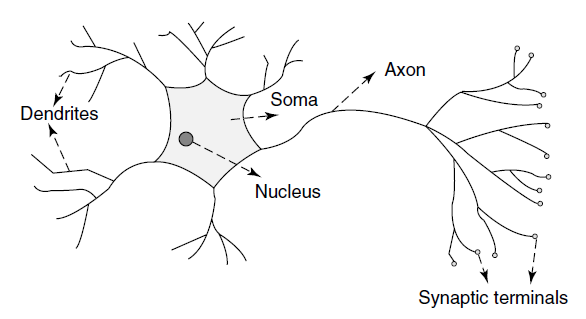 Axon
Soma
Dendrites
Nucleus
Synaptic terminals